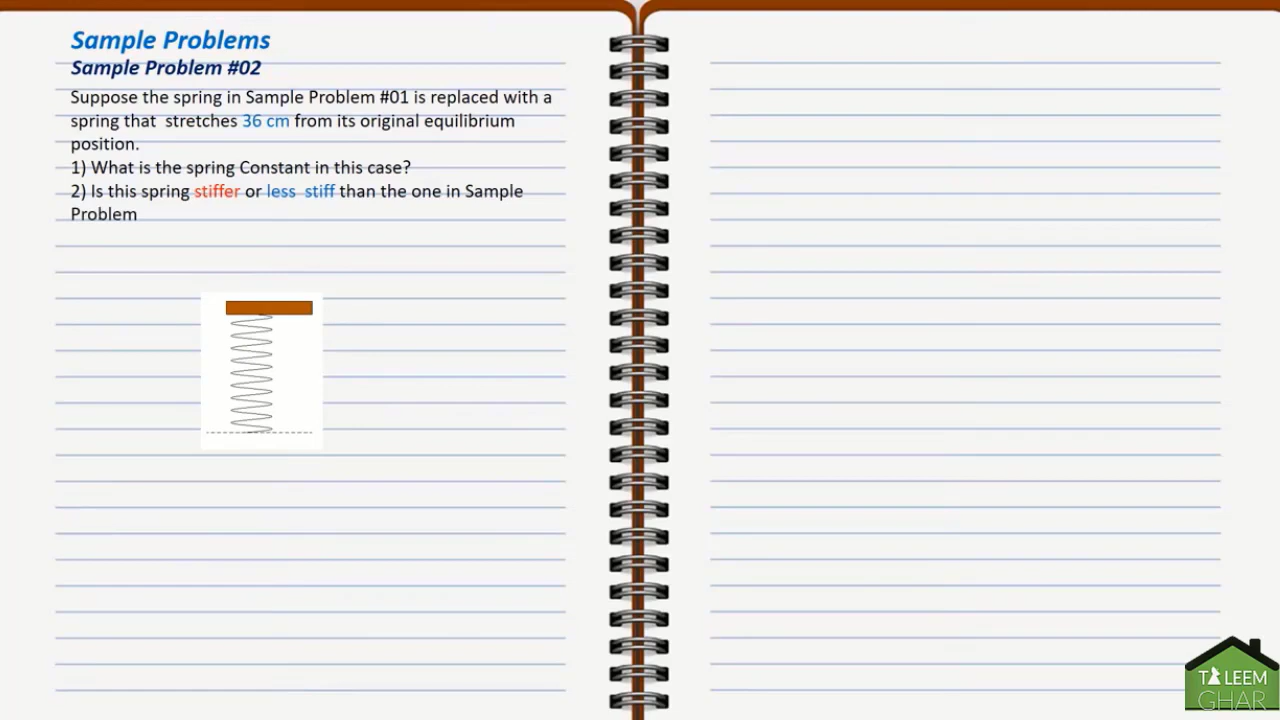 Sample Problems
Sample Problem #02
Suppose the spring in Sample Problem #01 is replaced with a
spring that stretches 36 cm from its original equilibrium
position.
1) What is the spring Constant in this case?
2) Is this spring stiffer or less stiff than the one in Sample
Problem
TALEEM
GHAR